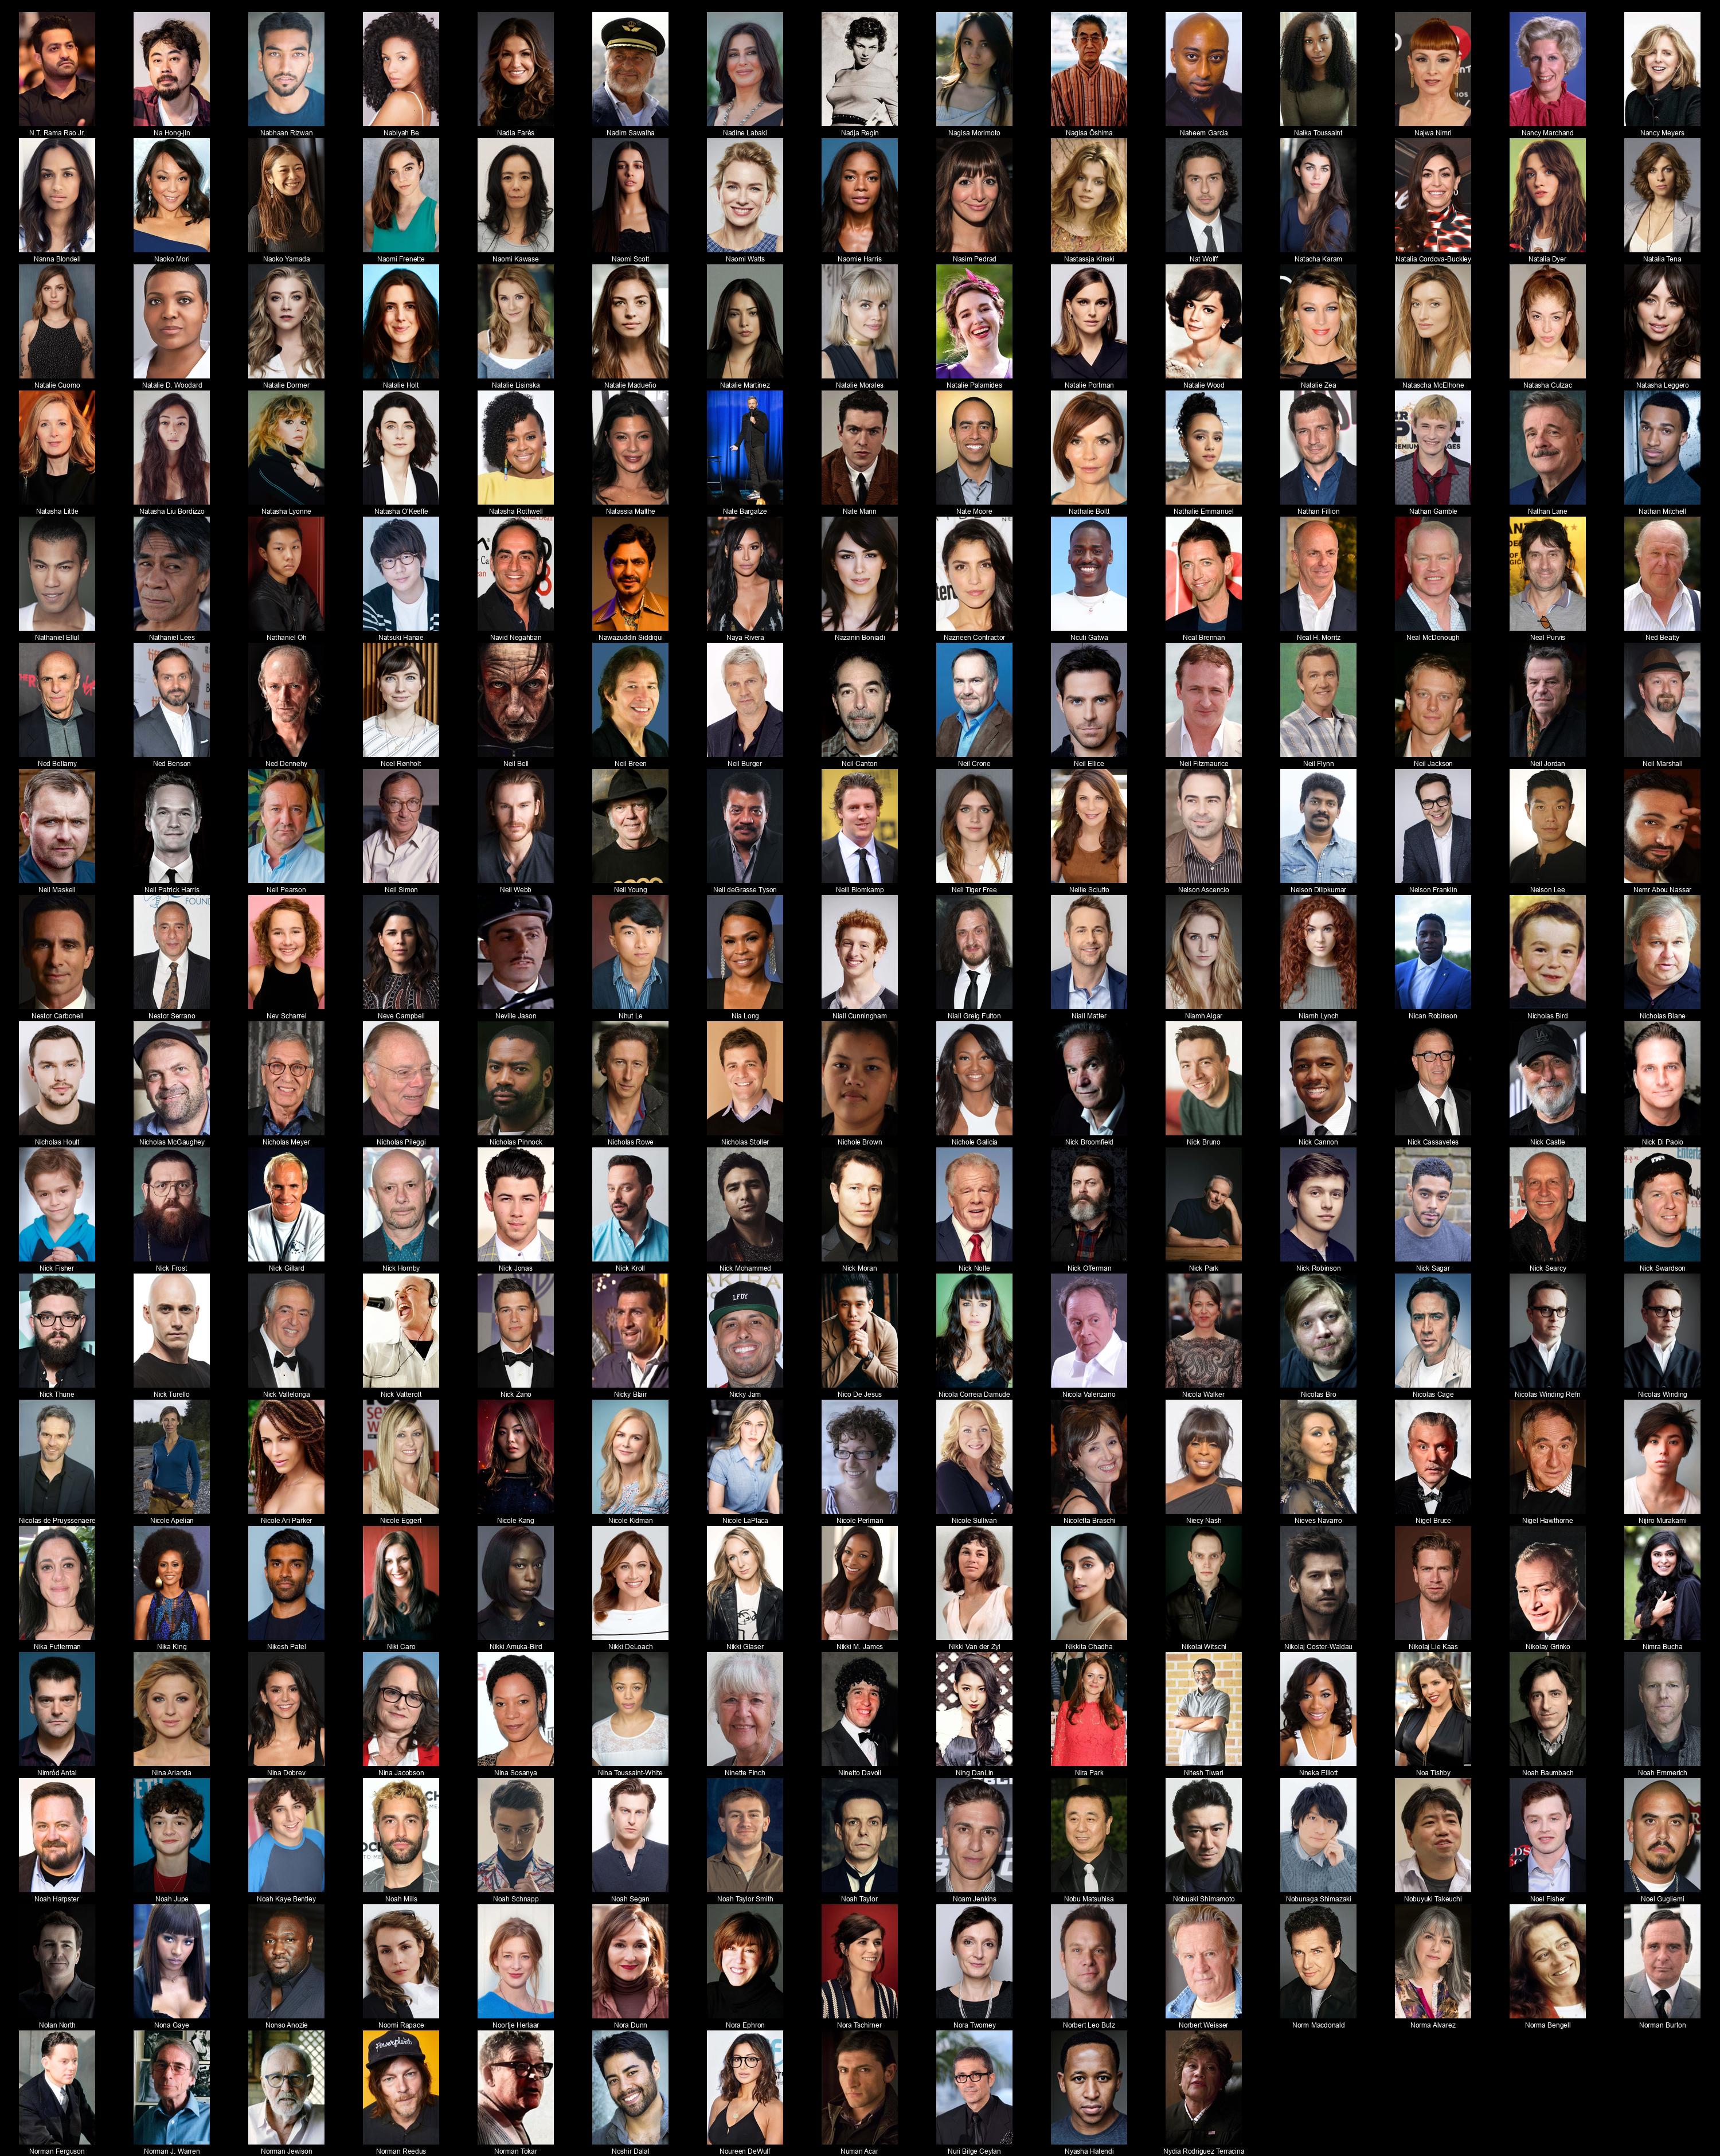 N.T. Rama Rao Jr. Na Hong-jin Nabhaan Rizwan Nabiyah Be Nadia Farès Nadim Sawalha Nadine Labaki Nadja Regin Nagisa Morimoto Nagisa Ōshima Naheem Garcia Naika Toussaint Najwa Nimri Nancy Marchand Nancy Meyers
Nanna Blondell Naoko Mori Naoko Yamada Naomi Frenette Naomi Kawase Naomi Scott Naomi Watts Naomie Harris Nasim Pedrad Nastassja Kinski Nat Wolff Natacha Karam Natalia Cordova-Buckley Natalia Dyer Natalia Tena
Natalie Cuomo Natalie D. Woodard Natalie Dormer Natalie Holt Natalie Lisinska Natalie Madueño Natalie Martinez Natalie Morales Natalie Palamides Natalie Portman Natalie Wood Natalie Zea Natascha McElhone Natasha Culzac Natasha Leggero
Natasha Little Natasha Liu Bordizzo Natasha Lyonne Natasha O'Keeffe Natasha Rothwell Natassia Malthe Nate Bargatze Nate Mann Nate Moore Nathalie Boltt Nathalie Emmanuel Nathan Fillion Nathan Gamble Nathan Lane Nathan Mitchell
Nathaniel Ellul Nathaniel Lees Nathaniel Oh Natsuki Hanae Navid Negahban Nawazuddin Siddiqui Naya Rivera Nazanin Boniadi Nazneen Contractor Ncuti Gatwa Neal Brennan Neal H. Moritz Neal McDonough Neal Purvis Ned Beatty
Ned Bellamy Ned Benson Ned Dennehy Neel Rønholt Neil Bell Neil Breen Neil Burger Neil Canton Neil Crone Neil Ellice Neil Fitzmaurice Neil Flynn Neil Jackson Neil Jordan Neil Marshall
Neil Maskell Neil Patrick Harris Neil Pearson Neil Simon Neil Webb Neil Young Neil deGrasse Tyson Neill Blomkamp Nell Tiger Free Nellie Sciutto Nelson Ascencio Nelson Dilipkumar Nelson Franklin Nelson Lee Nemr Abou Nassar
Nestor Carbonell Nestor Serrano Nev Scharrel Neve Campbell Neville Jason Nhut Le Nia Long Niall Cunningham Niall Greig Fulton Niall Matter Niamh Algar Niamh Lynch Nican Robinson Nicholas Bird Nicholas Blane
Nicholas Hoult Nicholas McGaughey Nicholas Meyer Nicholas Pileggi Nicholas Pinnock Nicholas Rowe Nicholas Stoller Nichole Brown Nichole Galicia Nick Broomfield Nick Bruno Nick Cannon Nick Cassavetes Nick Castle Nick Di Paolo
Nick Fisher Nick Frost Nick Gillard Nick Hornby Nick Jonas Nick Kroll Nick Mohammed Nick Moran Nick Nolte Nick Offerman Nick Park Nick Robinson Nick Sagar Nick Searcy Nick Swardson
LFDY
Nick Thune Nick Turello Nick Vallelonga Nick Vatterott Nick Zano Nicky Blair Nicky Jam Nico De Jesus Nicola Correia Damude Nicola Valenzano Nicola Walker Nicolas Bro Nicolas Cage Nicolas Winding Refn Nicolas Winding
Nicolas de Pruyssenaere Nicole Apelian Nicole Ari Parker Nicole Eggert Nicole Kang Nicole Kidman Nicole LaPlaca Nicole Perlman Nicole Sullivan Nicoletta Braschi Niecy Nash Nieves Navarro Nigel Bruce Nigel Hawthorne Nijiro Murakami
Nika Futterman Nika King Nikesh Patel Niki Caro Nikki Amuka-Bird Nikki DeLoach Nikki Glaser Nikki M. James Nikki Van der Zyl Nikkita Chadha Nikolai Witschl Nikolaj Coster-Waldau Nikolaj Lie Kaas Nikolay Grinko Nimra Bucha
Nimród Antal Nina Arianda Nina Dobrev Nina Jacobson Nina Sosanya Nina Toussaint-White Ninette Finch Ninetto Davoli Ning DanLin Nira Park Nitesh Tiwari Nneka Elliott Noa Tishby Noah Baumbach Noah Emmerich
Noah Harpster Noah Jupe Noah Kaye Bentley Noah Mills Noah Schnapp Noah Segan Noah Taylor Smith Noah Taylor Noam Jenkins Nobu Matsuhisa Nobuaki Shimamoto Nobunaga Shimazaki Nobuyuki Takeuchi Noel Fisher Noel Gugliemi
Nolan North Nona Gaye Nonso Anozie Noomi Rapace Noortje Herlaar Nora Dunn Nora Ephron Nora Tschirner Nora Twomey Norbert Leo Butz Norbert Weisser Norm Macdonald Norma Alvarez Norma Bengell Norman Burton
Norman Ferguson Norman J. Warren Norman Jewison Norman Reedus Norman Tokar Noshir Dalal Noureen DeWulf Numan Acar Nuri Bilge Ceylan Nyasha Hatendi Nydia Rodriguez Terracina